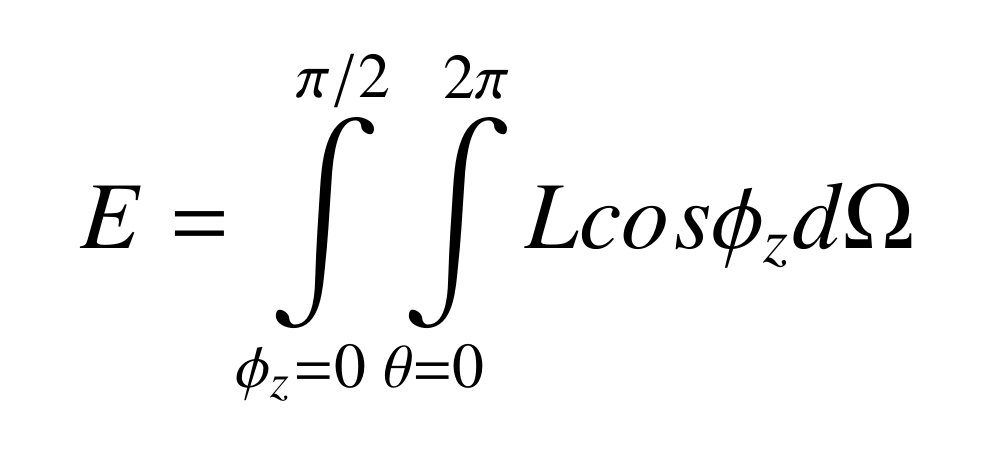 E = ∫_{ϕ_z=0}^{π/2} ∫_{θ=0}^{2π} Lcosϕ_z dΩ